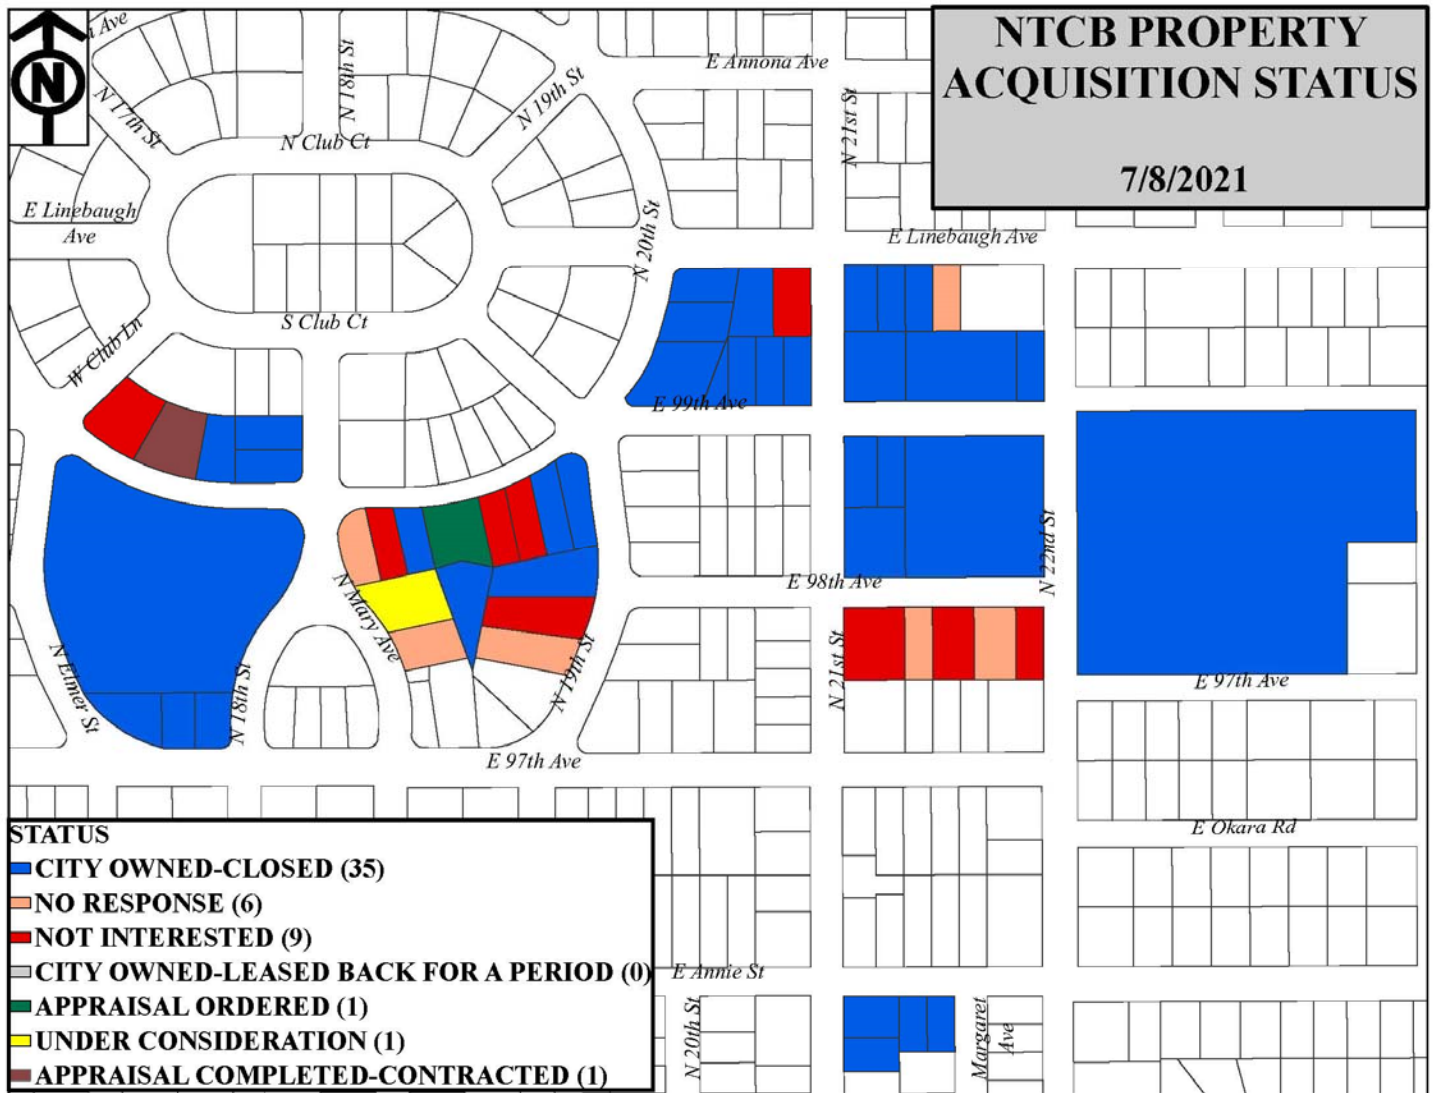 NTCB PROPERTY
ACQUISITION STATUS
7/8/2021
N
a Ave
N 17th St
N 18th St
N 19th St
N Club Ct
E Annona Ave
N 21st St
E Linebaugh
Ave
N 20th St
E Linebaugh Ave
S Club Ct
W Club Ln
E 99th Ave
N 22nd St
E 98th Ave
N Mary Ave
N Elmer St
N 18th St
N 19th St
N 21st St
E 97th Ave
E 97th Ave
E Okara Rd
E Annie St
N 20th St
Margaret
Ave
STATUS
CITY OWNED-CLOSED (35)
NO RESPONSE (6)
NOT INTERESTED (9)
CITY OWNED-LEASED BACK FOR A PERIOD (0)
APPRAISAL ORDERED (1)
UNDER CONSIDERATION (1)
APPRAISAL COMPLETED-CONTRACTED (1)